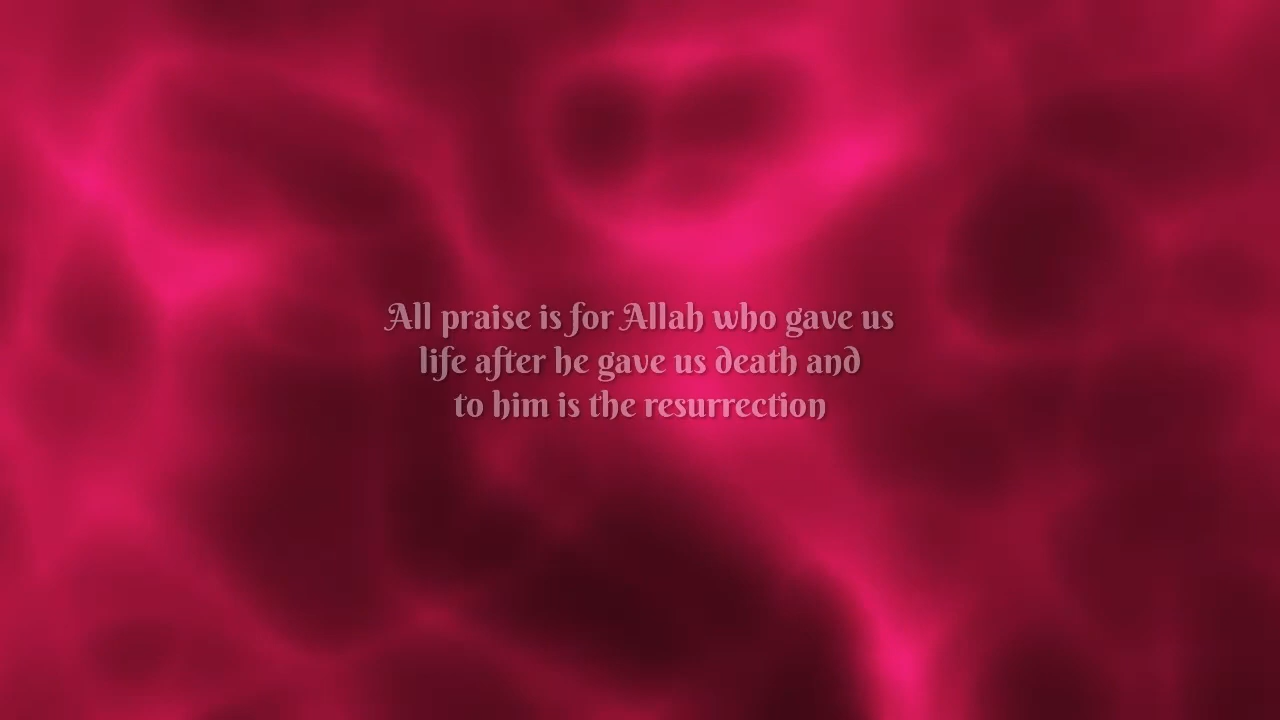 All praise is for Allah who gave us
life after he gave us death and
to him is the resurrection